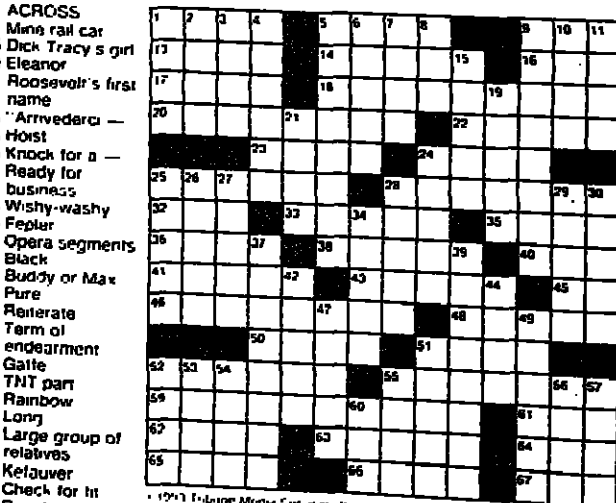 ACROSS
Mine rail car
Dick Tracy s girl
Eleanor
Roosevelt's first
name
"Arrivederci —
Hoist
Knock for a —
Ready for
business
Wishy-washy
Opera segments
Black
Buddy or Max
Pure
Reiterate
Term of
endearment
Gaffe
TNT part
Rainbow
Long
Large group of
relatives
Kefauver
Check for fit
1 2 3 4 5 6 7 8 9 10 11
13 14 15 16
17 18 19
20 21 22
23 24
25 26 27 28 29 30
32 33 34 35
36 37 38 39 40
41 42 43 44 45
46 47 48 49
50 51
52 53 54 55 56 57
59 60 61
62 63 64
65 66 67
Tribune Media